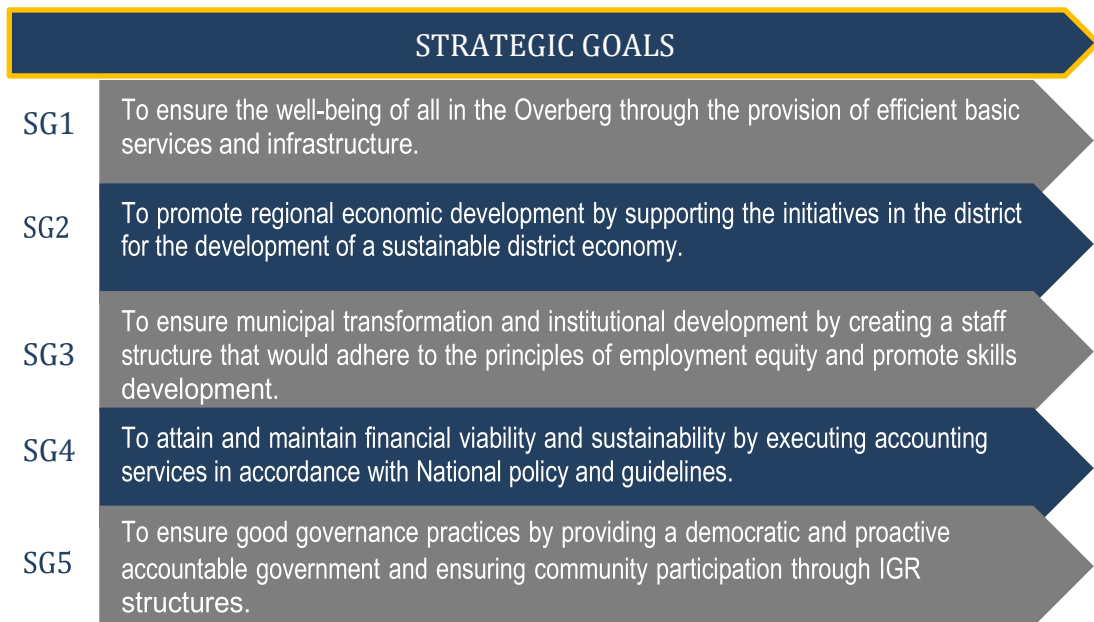 STRATEGIC GOALS
SG1
To ensure the well-being of all in the Overberg through the provision of efficient basic
services and infrastructure.
SG2
To promote regional economic development by supporting the initiatives in the district
for the development of a sustainable district economy.
SG3
To ensure municipal transformation and institutional development by creating a staff
structure that would adhere to the principles of employment equity and promote skills
development.
SG4
To attain and maintain financial viability and sustainability by executing accounting
services in accordance with National policy and guidelines.
SG5
To ensure good governance practices by providing a democratic and proactive
accountable government and ensuring community participation through IGR
structures.